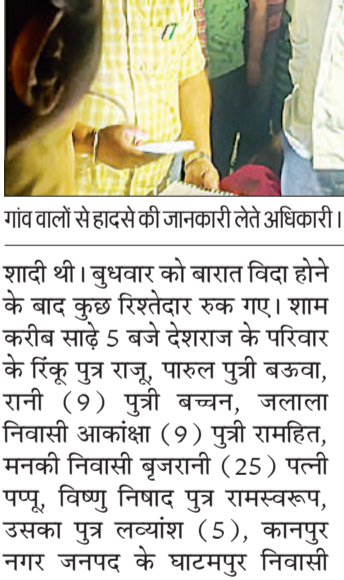 गांव वालों से हादसे की जानकारी लेते अधिकारी।
शादी थी। बुधवार को बारात विदा होने
के बाद कुछ रिश्तेदार रुक गए। शाम
करीब साढ़े 5 बजे देशराज के परिवार
के रिंकू पुत्र राजू, पारुल पुत्री बऊवा,
रानी (9) पुत्री बच्चन, जलाला
निवासी आकांक्षा (9) पुत्री रामहित,
मनकी निवासी बृजरानी (25) पत्नी
पप्पू, विष्णु निषाद पुत्र रामस्वरूप,
उसका पुत्र लव्यांश (5), कानपुर
नगर जनपद के घाटमपुर निवासी